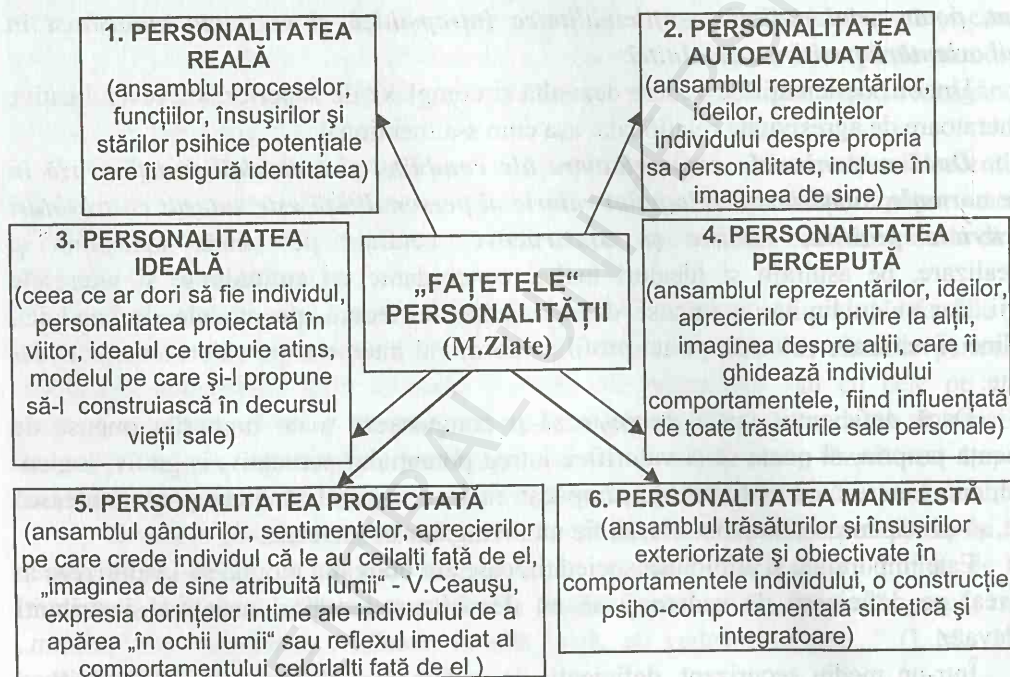 1. PERSONALITATEA
REALĂ
(ansamblul proceselor,
funcțiilor, însușirilor și
stărilor psihice potențiale
care îi asigură identitatea)
2. PERSONALITATEA
AUTOEVALUATĂ
(ansamblul reprezentărilor,
ideilor, credințelor
individului despre propria
sa personalitate, incluse în
imaginea de sine)
3. PERSONALITATEA
IDEALĂ
(ceea ce ar dori să fie individul,
personalitatea proiectată în
viitor, idealul ce trebuie atins,
modelul pe care și-l propune
să-l construiască în decursul
vieții sale)
„FAȚETELE”
PERSONALITĂȚII
(M.Zlate)
4. PERSONALITATEA
PERCEPUTĂ
(ansamblul reprezentărilor, ideilor,
aprecierilor cu privire la alții,
imaginea despre alții, care îi
ghidează individului
comportamentele, fiind influențată
de toate trăsăturile sale personale)
5. PERSONALITATEA PROIECTATĂ
(ansamblul gândurilor, sentimentelor, aprecierilor
pe care crede individul că le au ceilalți față de el,
„imaginea de sine atribuită lumii” - V.Ceaușu,
expresia dorințelor intime ale individului de a
apărea „în ochii lumii” sau reflexul imediat al
comportamentului celorlalți față de el )
6. PERSONALITATEA MANIFESTĂ
(ansamblul trăsăturilor și însușirilor
exteriorizate și obiectivate în
comportamentele individului, o construcție
psiho-comportamentală sintetică și
integratoare)